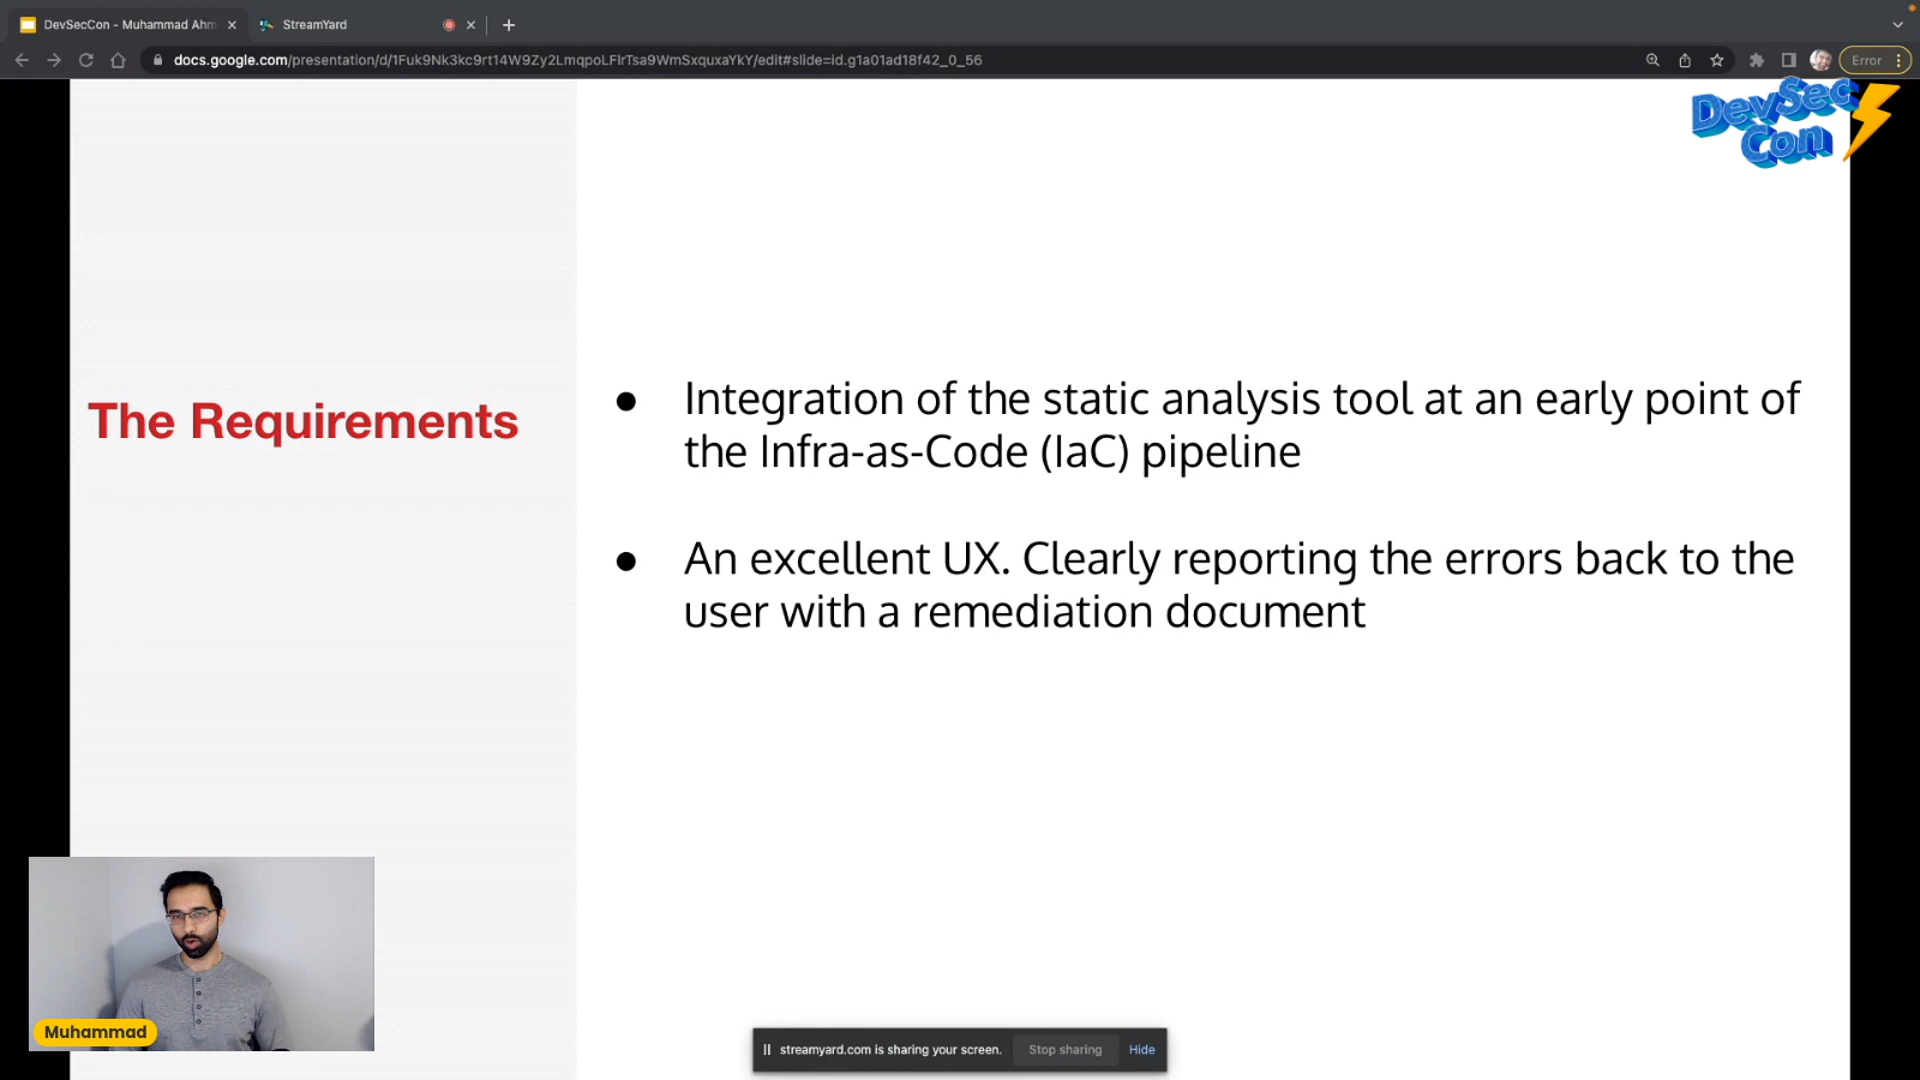 DevSecCon - Muhammad Ahm
StreamYard
docs.google.com/presentation/d/1Fuk9Nk3kc9rt14W9Zy2LmqpoLFlrTsa9WmSxquxaYkY/edit#slide=id.g1a01ad18f42_0_56
Error
DevSec
Con
The Requirements
● Integration of the static analysis tool at an early point of
the Infra-as-Code (IaC) pipeline
● An excellent UX. Clearly reporting the errors back to the
user with a remediation document
Muhammad
streamyard.com is sharing your screen.
Stop sharing
Hide